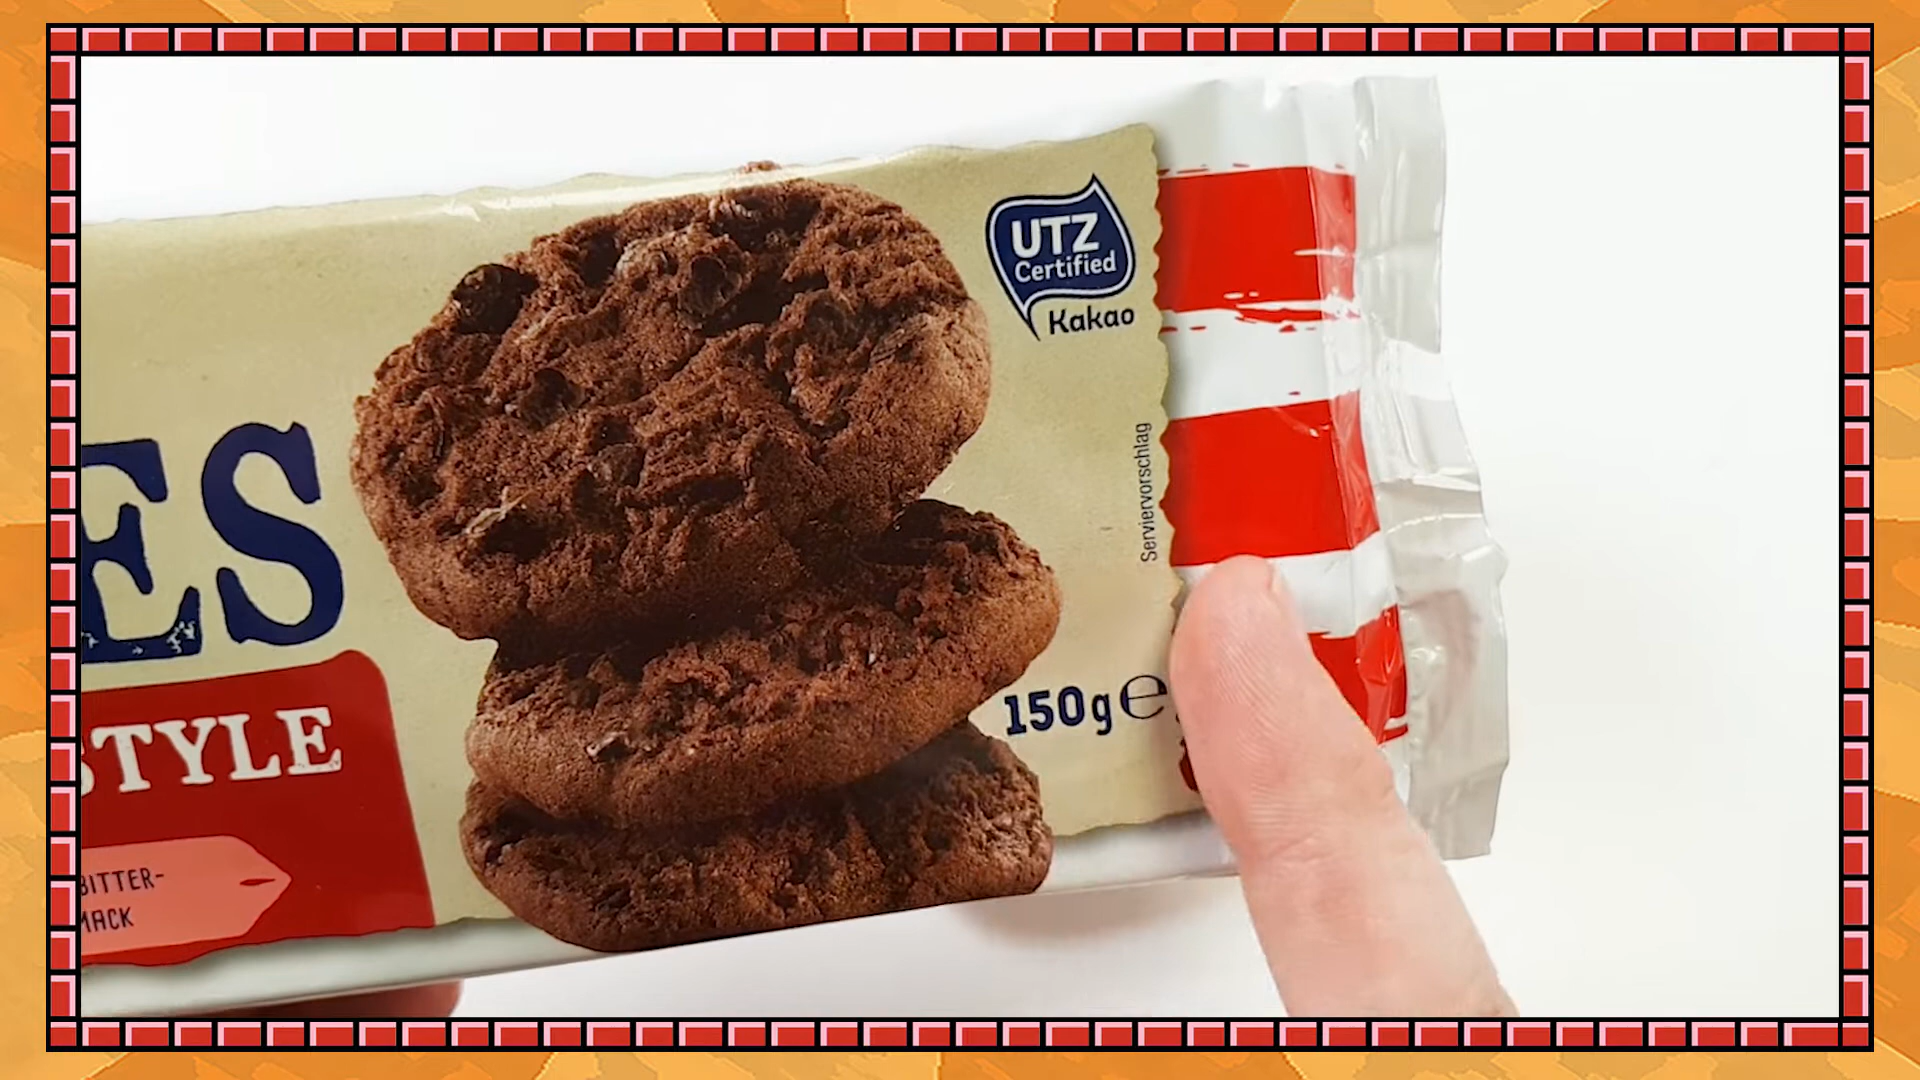 UTZ
Certified
Kakao
Serviervorschlag
ES
STYLE
150g℮
BITTER-
MACK